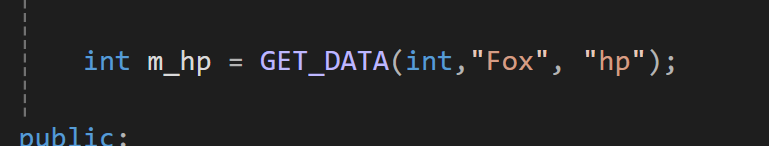 int m_hp = GET_DATA(int,"Fox", "hp");
public: